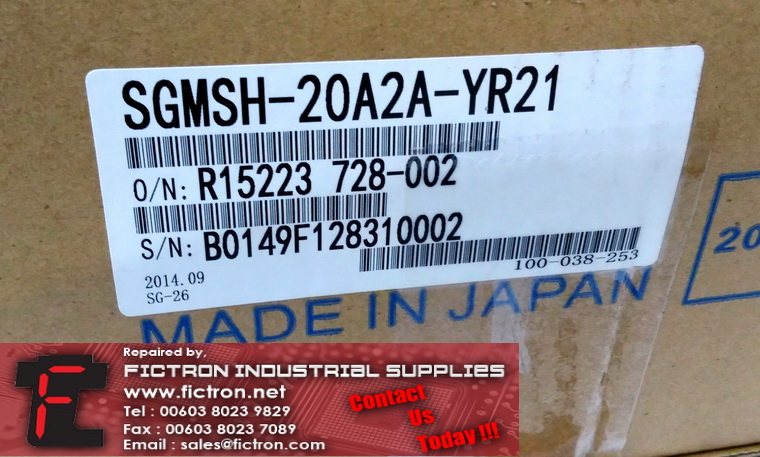 SGMSH-20A2A-YR21
O/N: R15223 728-002
S/N: B0149F128310002
100-038-253
2014.09
SG-26
MADE IN JAPAN
20
Repaired by,
FICTRON INDUSTRIAL SUPPLIES
www.fictron.net
Tel : 00603 8023 9829
Fax : 00603 8023 7089
Email : sales@fictron.com
Contact
Us
Today !!!